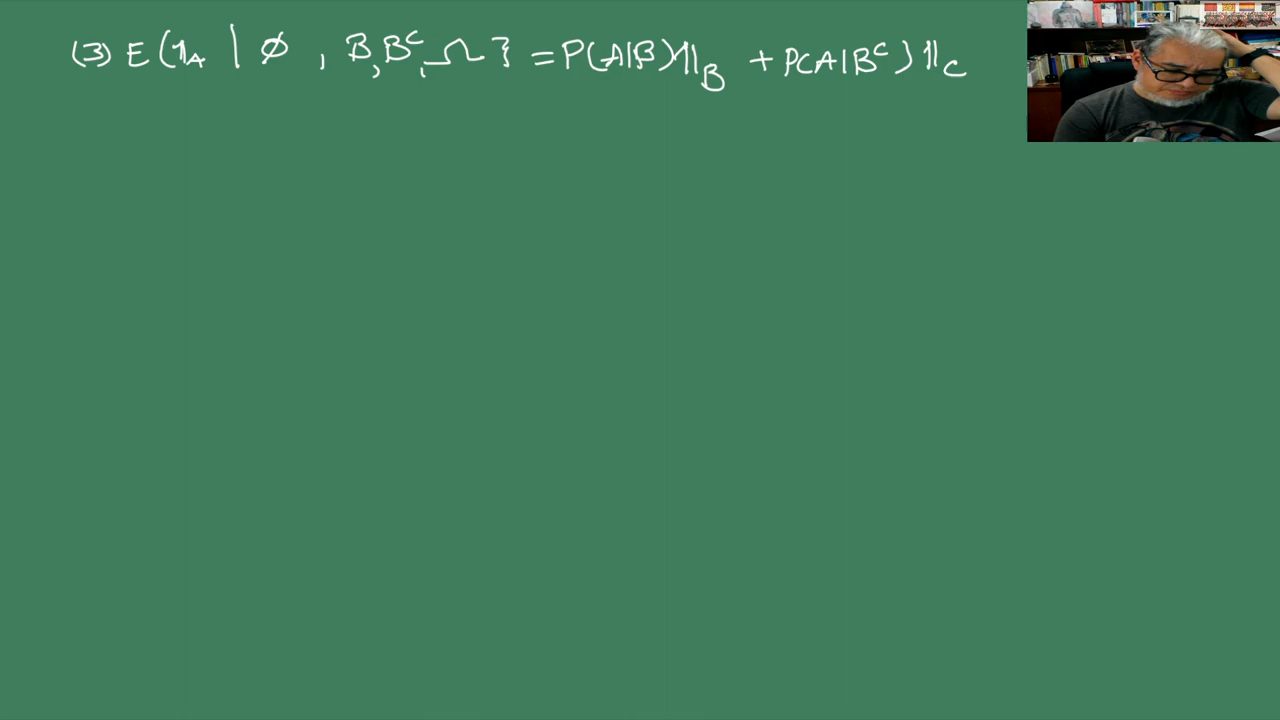 (3) E(𝟙_A | ∅ , B, B^c, Ω } = P(A|B) 𝟙_B + P(A|B^c) 𝟙_C